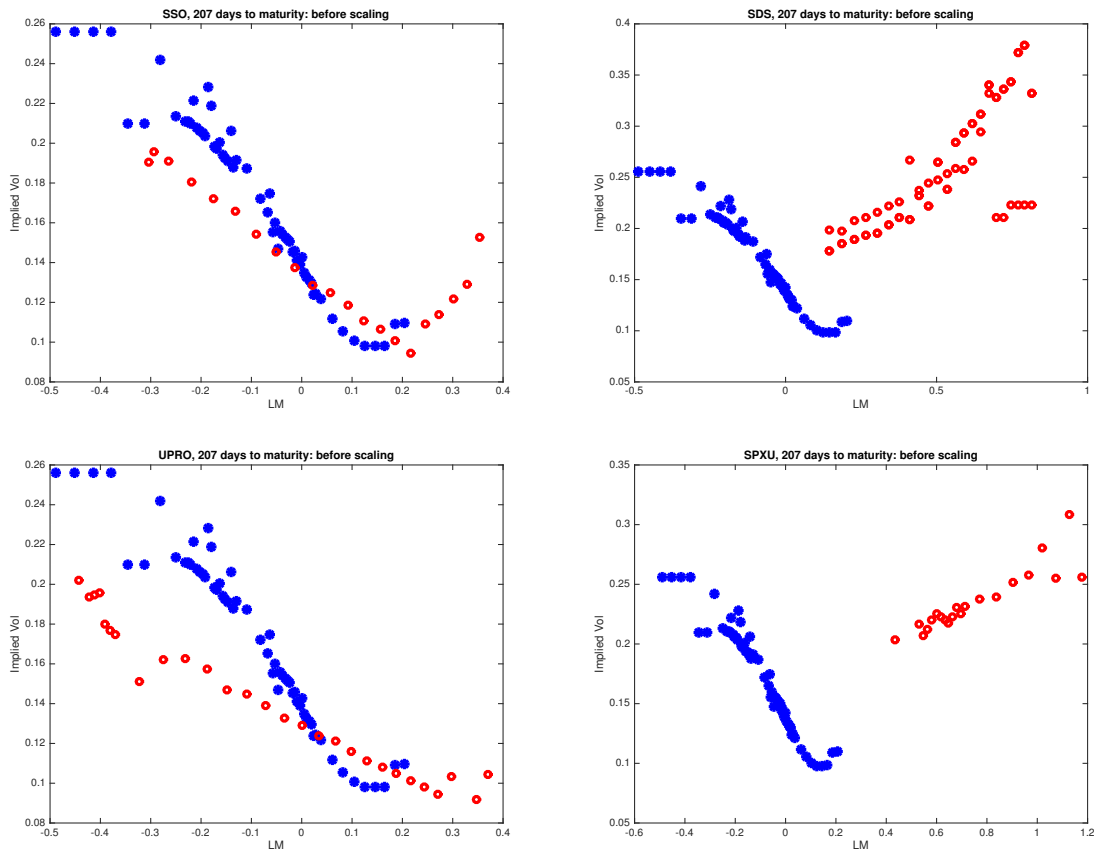 SSO, 207 days to maturity: before scaling
0.26
0.24
0.22
0.2
0.18
0.16
0.14
0.12
0.1
0.08
Implied Vol
-0.5 -0.4 -0.3 -0.2 -0.1 0 0.1 0.2 0.3 0.4
LM
SDS, 207 days to maturity: before scaling
0.4
0.35
0.3
0.25
0.2
0.15
0.1
0.05
Implied Vol
-0.5 0 0.5 1
LM
UPRO, 207 days to maturity: before scaling
0.26
0.24
0.22
0.2
0.18
0.16
0.14
0.12
0.1
0.08
Implied Vol
-0.5 -0.4 -0.3 -0.2 -0.1 0 0.1 0.2 0.3 0.4
LM
SPXU, 207 days to maturity: before scaling
0.35
0.3
0.25
0.2
0.15
0.1
0.05
Implied Vol
-0.6 -0.4 -0.2 0 0.2 0.4 0.6 0.8 1 1.2
LM